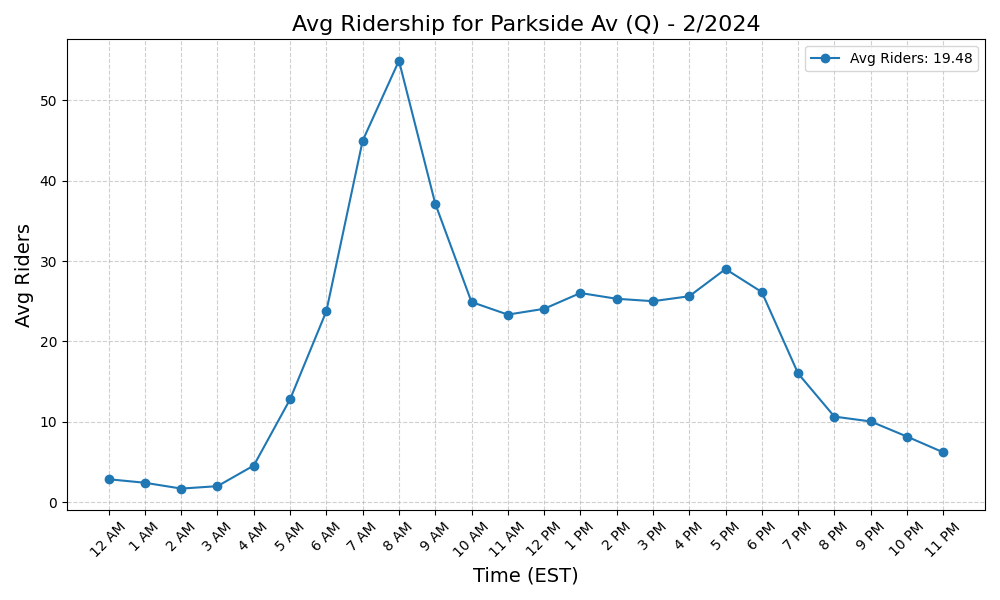 Avg Ridership for Parkside Av (Q) - 2/2024
Avg Riders: 19.48
Avg Riders
50
40
30
20
10
0
12 AM
1 AM
2 AM
3 AM
4 AM
5 AM
6 AM
7 AM
8 AM
9 AM
10 AM
11 AM
12 PM
1 PM
2 PM
3 PM
4 PM
5 PM
6 PM
7 PM
8 PM
9 PM
10 PM
11 PM
Time (EST)